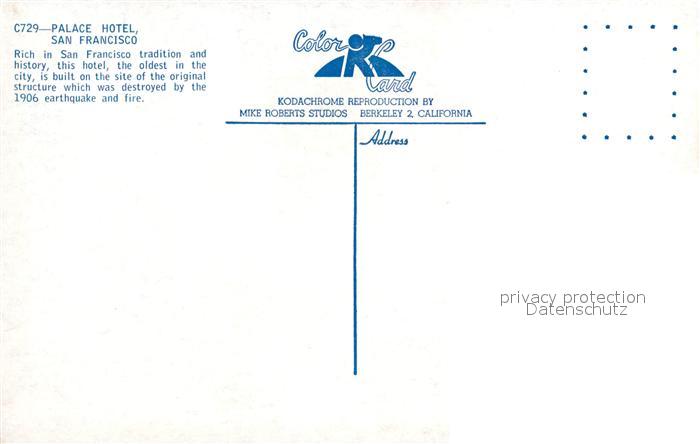 C729—PALACE HOTEL,
SAN FRANCISCO
Rich in San Francisco tradition and
history, this hotel, the oldest in the
city, is built on the site of the original
structure which was destroyed by the
1906 earthquake and fire.
Color
Card
KODACHROME REPRODUCTION BY
MIKE ROBERTS STUDIOS BERKELEY 2, CALIFORNIA
Address
privacy protection
Datenschutz